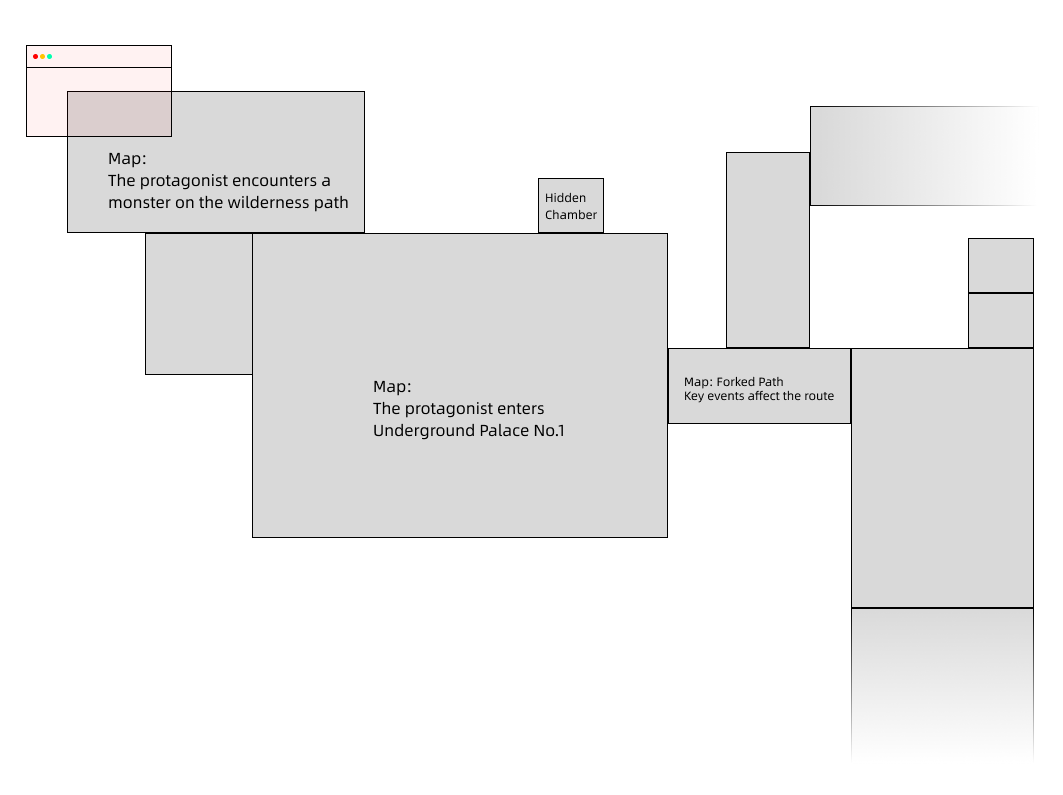 Map:
The protagonist encounters a
monster on the wilderness path
Hidden
Chamber
Map:
The protagonist enters
Underground Palace No.1
Map: Forked Path
Key events affect the route